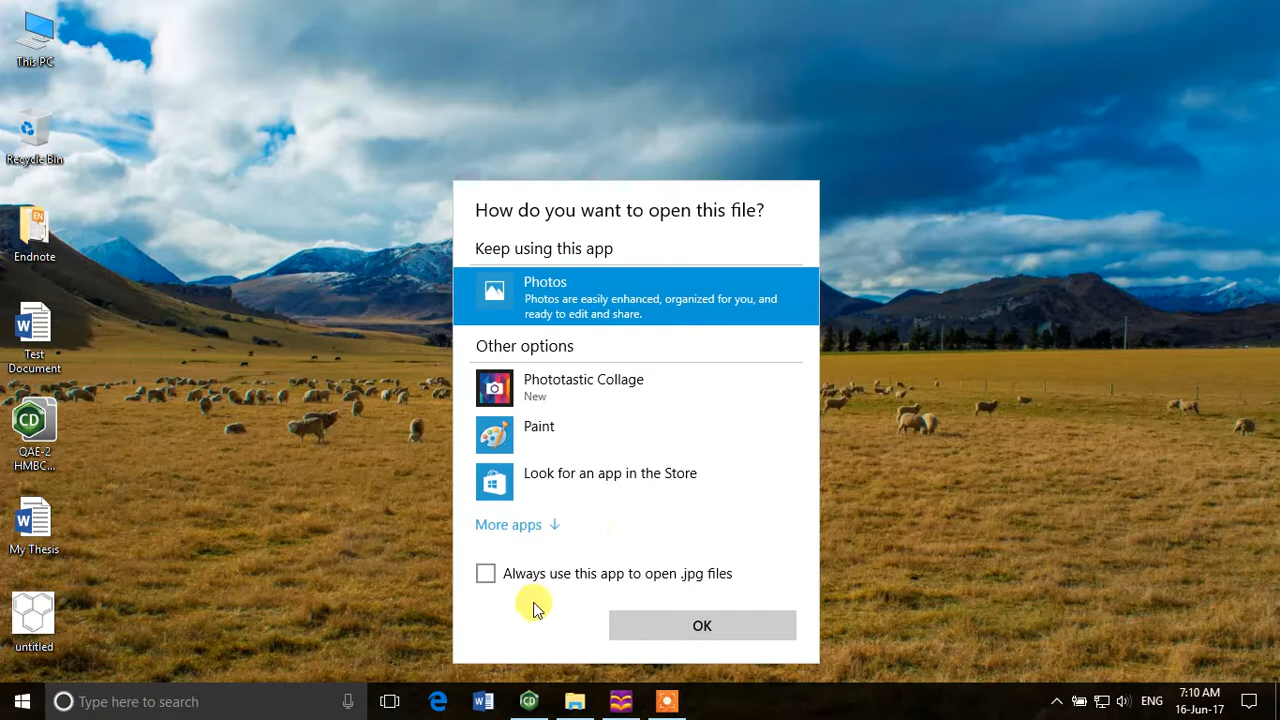 This PC
Recycle Bin
EN
Endnote
Test
Document
CD
QAE-2
HMBC...
My Thesis
untitled
How do you want to open this file?
Keep using this app
Photos
Photos are easily enhanced, organized for you, and
ready to edit and share.
Other options
Phototastic Collage
New
Paint
Look for an app in the Store
More apps
Always use this app to open .jpg files
OK
Type here to search
ENG
7:10 AM
16-Jun-17